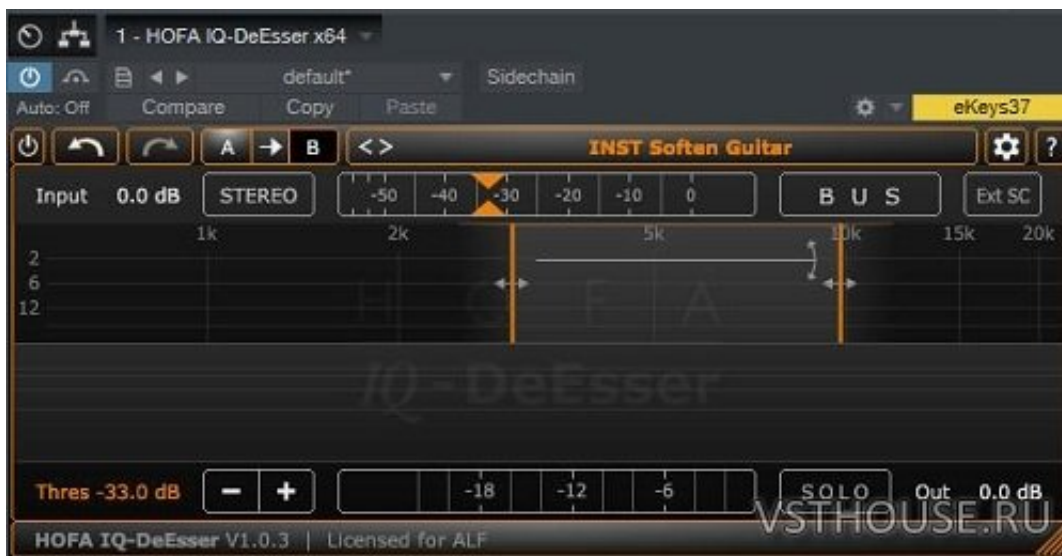 1 - HOFA IQ-DeEsser x64
default* Sidechain
Auto: Off Compare Copy Paste eKeys37
A B <> INST Soften Guitar ?
Input 0.0 dB STEREO -50 -40 -30 -20 -10 0 BUS Ext SC
1k 2k 5k 10k 15k 20k
2
6
12
HOFA
IQ-DeEsser
Thres -33.0 dB - + -18 -12 -6 SOLO Out 0.0 dB
VSTHOUSE.RU
HOFA IQ-DeEsser V1.0.3 | Licensed for ALF